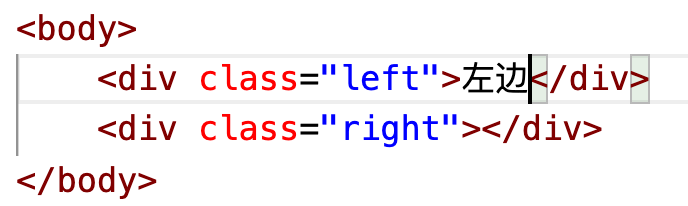 <body>
<div class="left">左边</div>
<div class="right"></div>
</body>